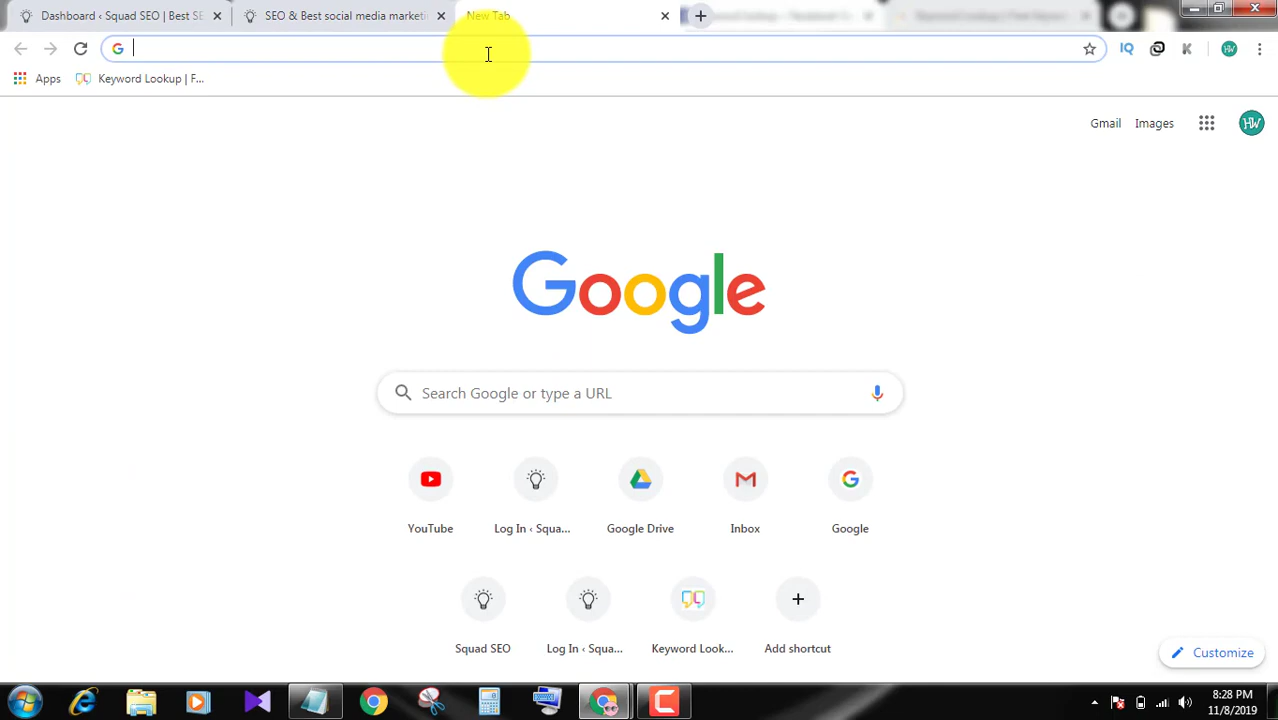 Dashboard ‹ Squad SEO | Best SE
SEO & Best social media marketi
New Tab
Apps
Keyword Lookup | F...
Gmail
Images
HW
Google
Search Google or type a URL
YouTube
Log In ‹ Squa...
Google Drive
Inbox
Google
Squad SEO
Log In ‹ Squa...
Keyword Look...
Add shortcut
Customize
8:28 PM
11/8/2019